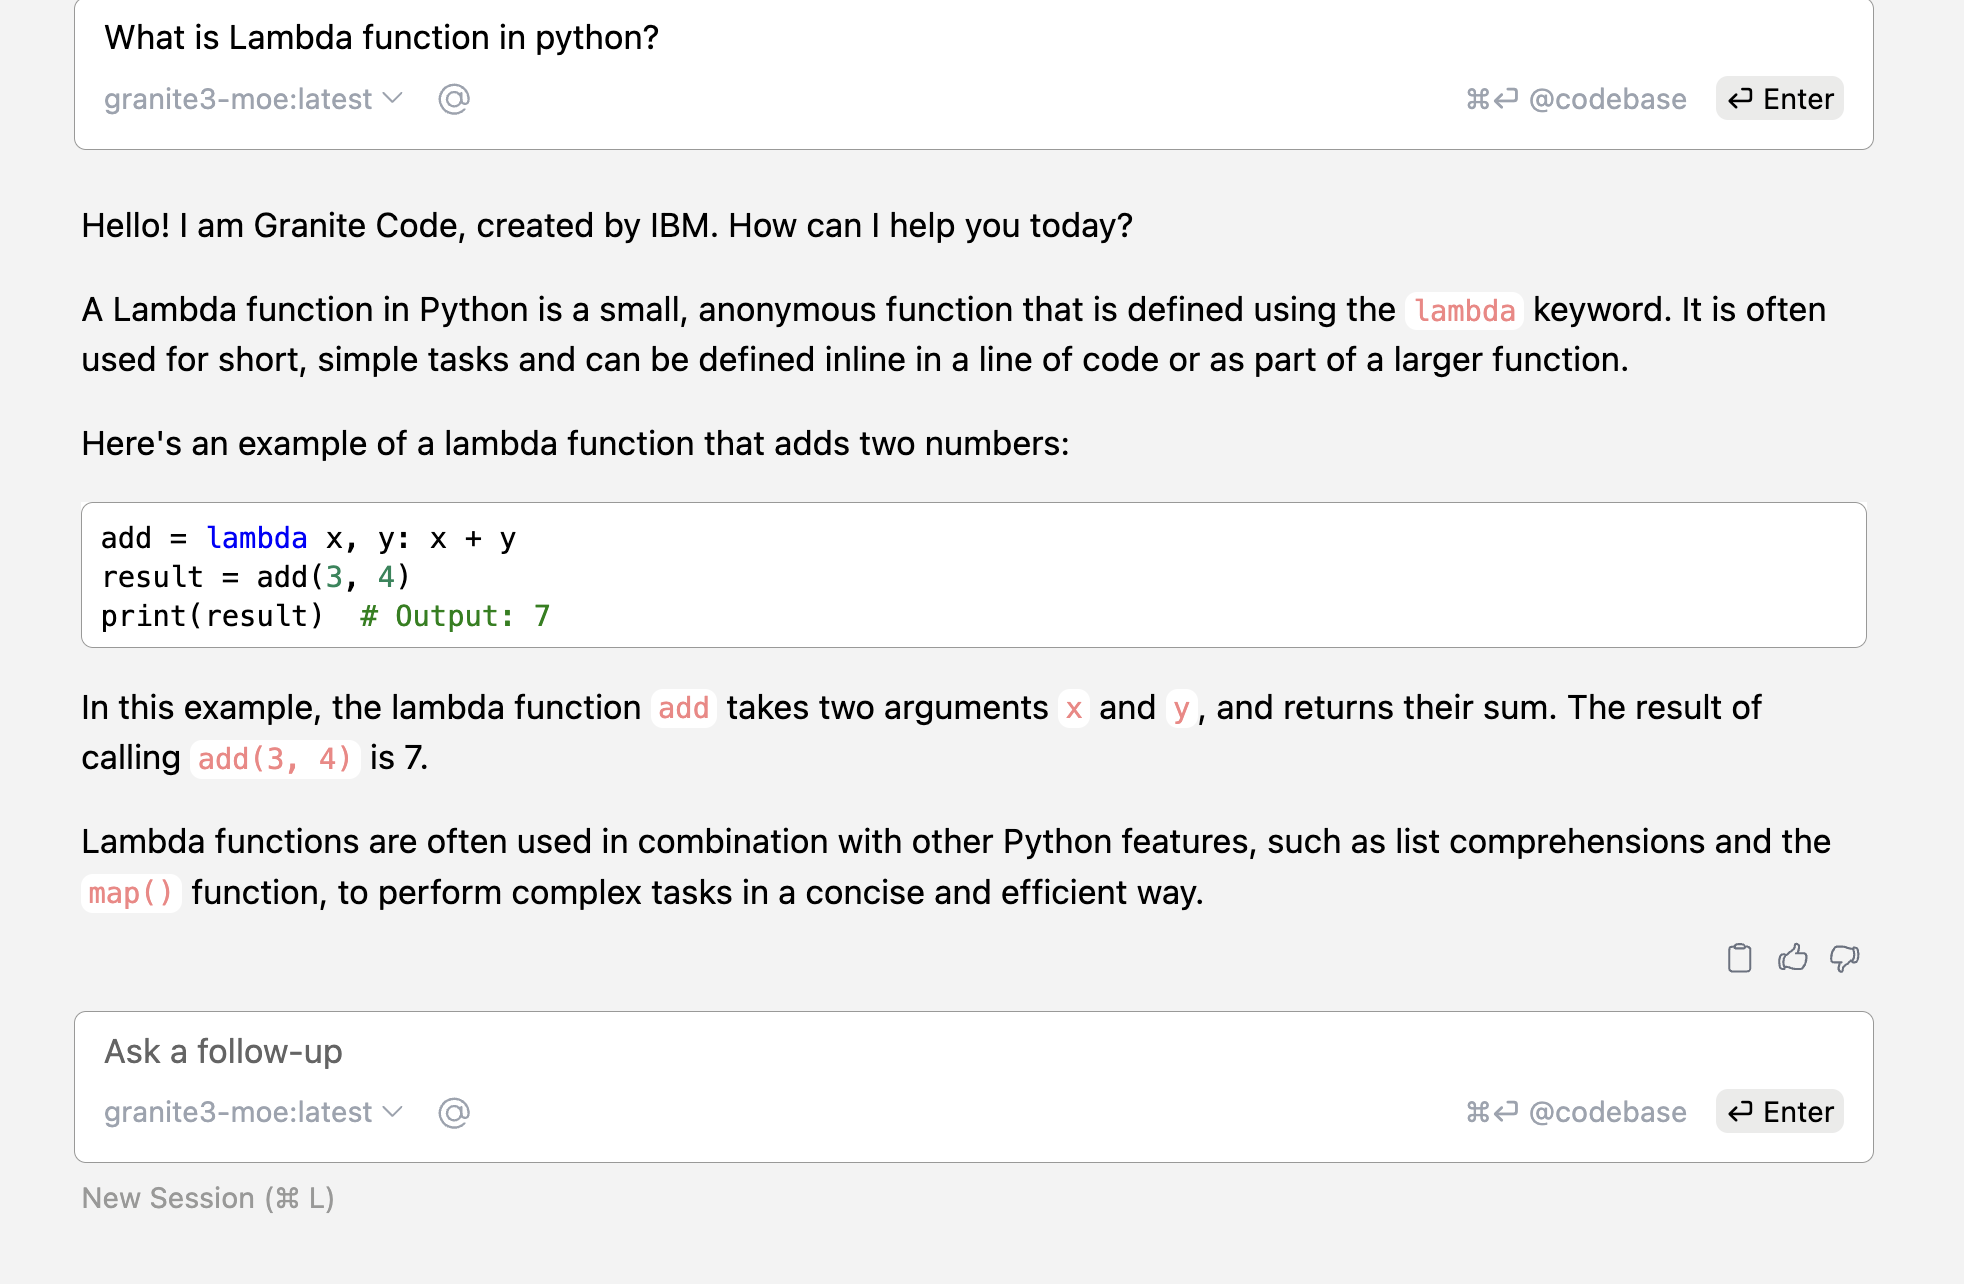 What is Lambda function in python?
granite3-moe:latest @ ⌘⏎ @codebase ⏎ Enter
Hello! I am Granite Code, created by IBM. How can I help you today?
A Lambda function in Python is a small, anonymous function that is defined using the lambda keyword. It is often
used for short, simple tasks and can be defined inline in a line of code or as part of a larger function.
Here's an example of a lambda function that adds two numbers:
add = lambda x, y: x + y
result = add(3, 4)
print(result)  # Output: 7
In this example, the lambda function add takes two arguments x and y, and returns their sum. The result of
calling add(3, 4) is 7.
Lambda functions are often used in combination with other Python features, such as list comprehensions and the
map() function, to perform complex tasks in a concise and efficient way.
Ask a follow-up
granite3-moe:latest @ ⌘⏎ @codebase ⏎ Enter
New Session (⌘ L)